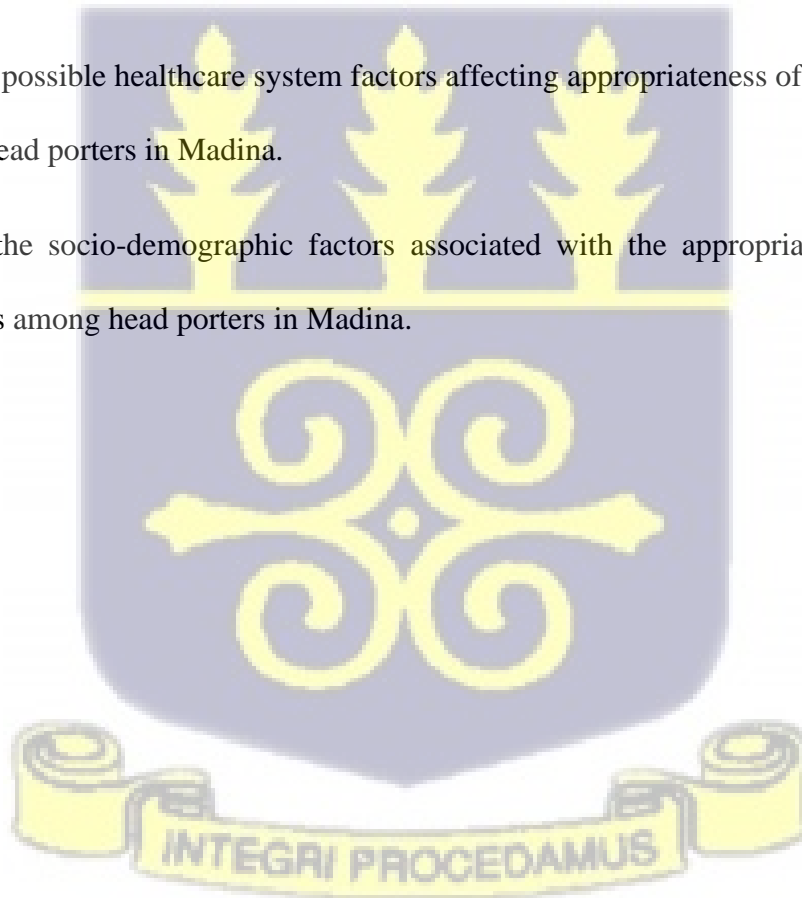 possible healthcare system factors affecting appropriateness of
ead porters in Madina.
the socio-demographic factors associated with the appropria
s among head porters in Madina.
INTEGRI PROCEDAMUS